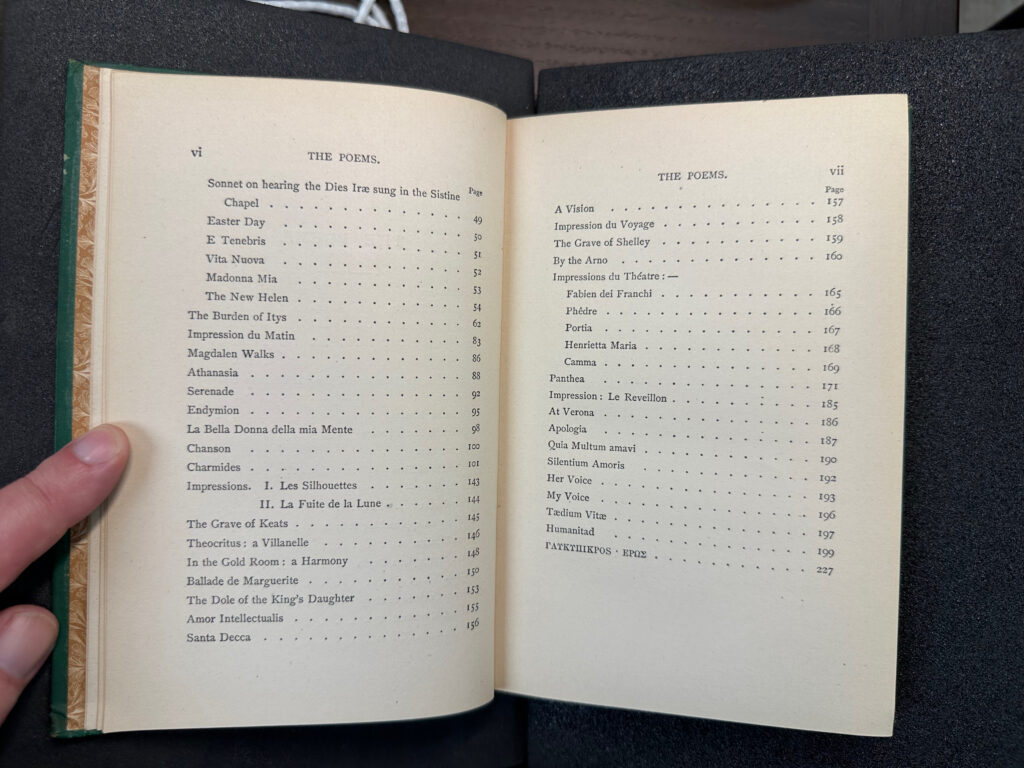 vi
THE POEMS.
Page
Sonnet on hearing the Dies Iræ sung in the Sistine
Chapel . . . . . . . . . . . 49
Easter Day . . . . . . . . . . . 50
E Tenebris . . . . . . . . . . 51
Vita Nuova . . . . . . . . . . 52
Madonna Mia . . . . . . . . . . 53
The New Helen . . . . . . . . . 54
The Burden of Itys . . . . . . . . . 62
Impression du Matin . . . . . . . . . 83
Magdalen Walks . . . . . . . . . . 86
Athanasia . . . . . . . . . . . 88
Serenade . . . . . . . . . . . 92
Endymion . . . . . . . . . . . 95
La Bella Donna della mia Mente . . . . . . . 98
Chanson . . . . . . . . . . . 100
Charmides . . . . . . . . . . . 101
Impressions. I. Les Silhouettes . . . . . . 143
II. La Fuite de la Lune . . . . . . 144
The Grave of Keats . . . . . . . . . 145
Theocritus : a Villanelle . . . . . . . . 146
In the Gold Room : a Harmony . . . . . . . 148
Ballade de Marguerite . . . . . . . . . 150
The Dole of the King's Daughter . . . . . . . 153
Amor Intellectualis . . . . . . . . . 155
Santa Decca . . . . . . . . . . . 156
THE POEMS.
vii
Page
A Vision . . . . . . . . . . . 157
Impression du Voyage . . . . . . . . . 158
The Grave of Shelley . . . . . . . . . 159
By the Arno . . . . . . . . . . 160
Impressions du Théatre : —
Fabien dei Franchi . . . . . . . . . 165
Phêdre . . . . . . . . . . . 166
Portia . . . . . . . . . . . 167
Henrietta Maria . . . . . . . . . 168
Camma . . . . . . . . . . . 169
Panthea . . . . . . . . . . . 171
Impression : Le Reveillon . . . . . . . . 185
At Verona . . . . . . . . . . . 186
Apologia . . . . . . . . . . . 187
Quia Multum amavi . . . . . . . . . 190
Silentium Amoris . . . . . . . . . 192
Her Voice . . . . . . . . . . . 193
My Voice . . . . . . . . . . . 196
Tædium Vitæ . . . . . . . . . . 197
Humanitad . . . . . . . . . . . 199
ΓΛΥΚΥΠΙΚΡΟΣ · ΕΡΩΣ . . . . . . . . 227